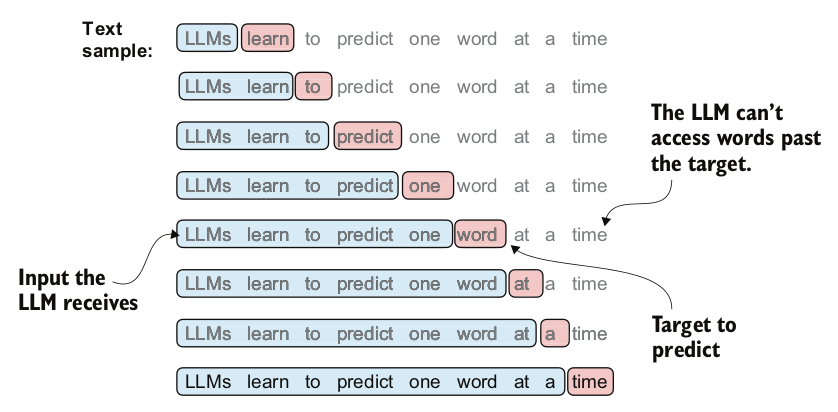 Text
sample:
LLMs learn to predict one word at a time
LLMs learn to predict one word at a time
LLMs learn to predict one word at a time
LLMs learn to predict one word at a time
LLMs learn to predict one word at a time
LLMs learn to predict one word at a time
LLMs learn to predict one word at a time
LLMs learn to predict one word at a time
The LLM can’t
access words past
the target.
Input the
LLM receives
Target to
predict